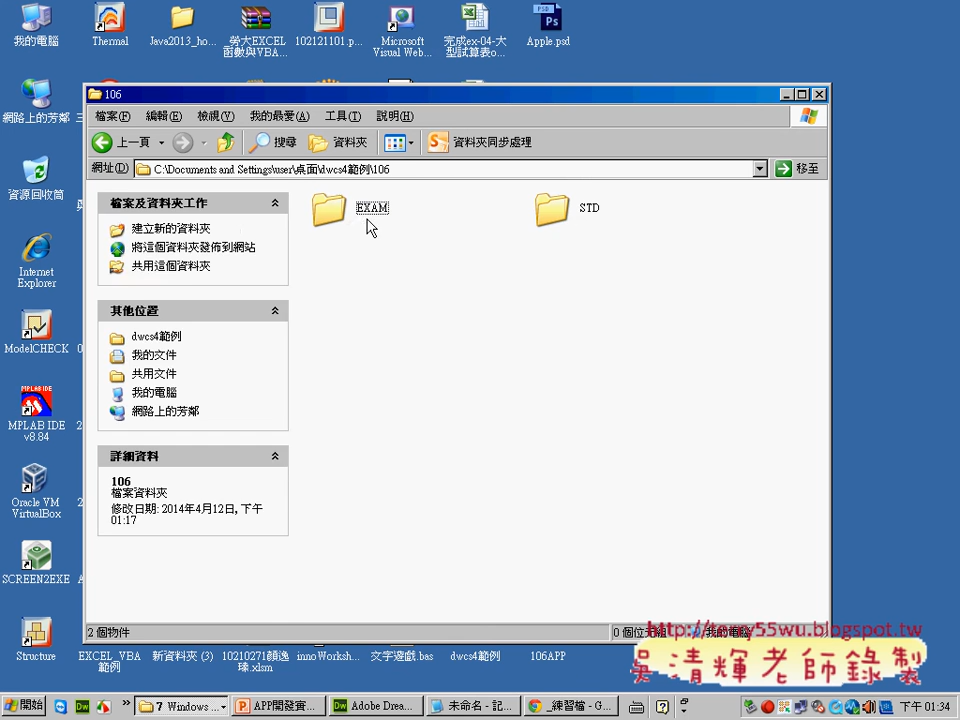 我的電腦
Thermal
Java2013_ho...
勞大EXCEL
函數與VBA...
102121101.p...
Microsoft
Visual Web...
完成ex-04-大
型試算表o...
Apple.psd
網路上的芳鄰
資源回收筒
Internet
Explorer
ModelCHECK
MPLAB IDE
MPLAB IDE
v8.84
Oracle VM
VirtualBox
SCREEN2EXE
Structure
106
檔案(F)
編輯(E)
檢視(V)
我的最愛(A)
工具(T)
說明(H)
上一頁
搜尋
資料夾
資料夾同步處理
網址(D)
C:\Documents and Settings\user\桌面\dwcs4範例\106
移至
檔案及資料夾工作
建立新的資料夾
將這個資料夾發佈到網站
共用這個資料夾
其他位置
dwcs4範例
我的文件
共用文件
我的電腦
網路上的芳鄰
詳細資料
106
檔案資料夾
修改日期: 2014年4月12日, 下午
01:17
EXAM
STD
2 個物件
0 個位元組
我的電腦
http://terry55wu.blogspot.tw
吳清輝老師錄製
EXCEL_VBA
範例
新資料夾 (3)
10210271顏逸
瑧.xlsm
innoWorksh...
文字遊戲.bas
dwcs4範例
106APP
開始
7 Windows ...
APP開發實...
Adobe Drea...
未命名 - 記...
_練習檔 - G...
下午 01:34